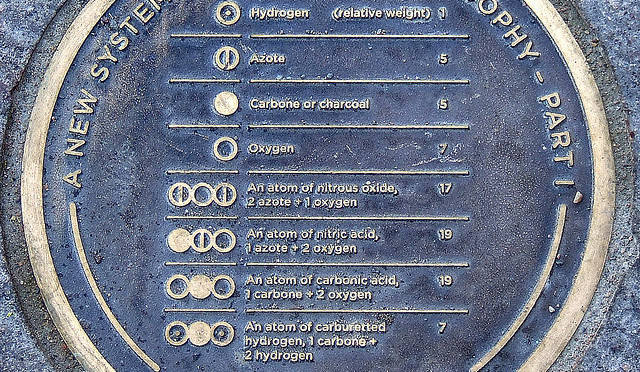 A NEW SYSTEM
OPHY - PART I
Hydrogen (relative weight) 1
Azote 5
Carbone or charcoal 5
Oxygen 7
An atom of nitrous oxide, 17
2 azote + 1 oxygen
An atom of nitric acid, 19
1 azote + 2 oxygen
An atom of carbonic acid, 19
1 carbone + 2 oxygen
An atom of carburetted 7
hydrogen, 1 carbone +
2 hydrogen